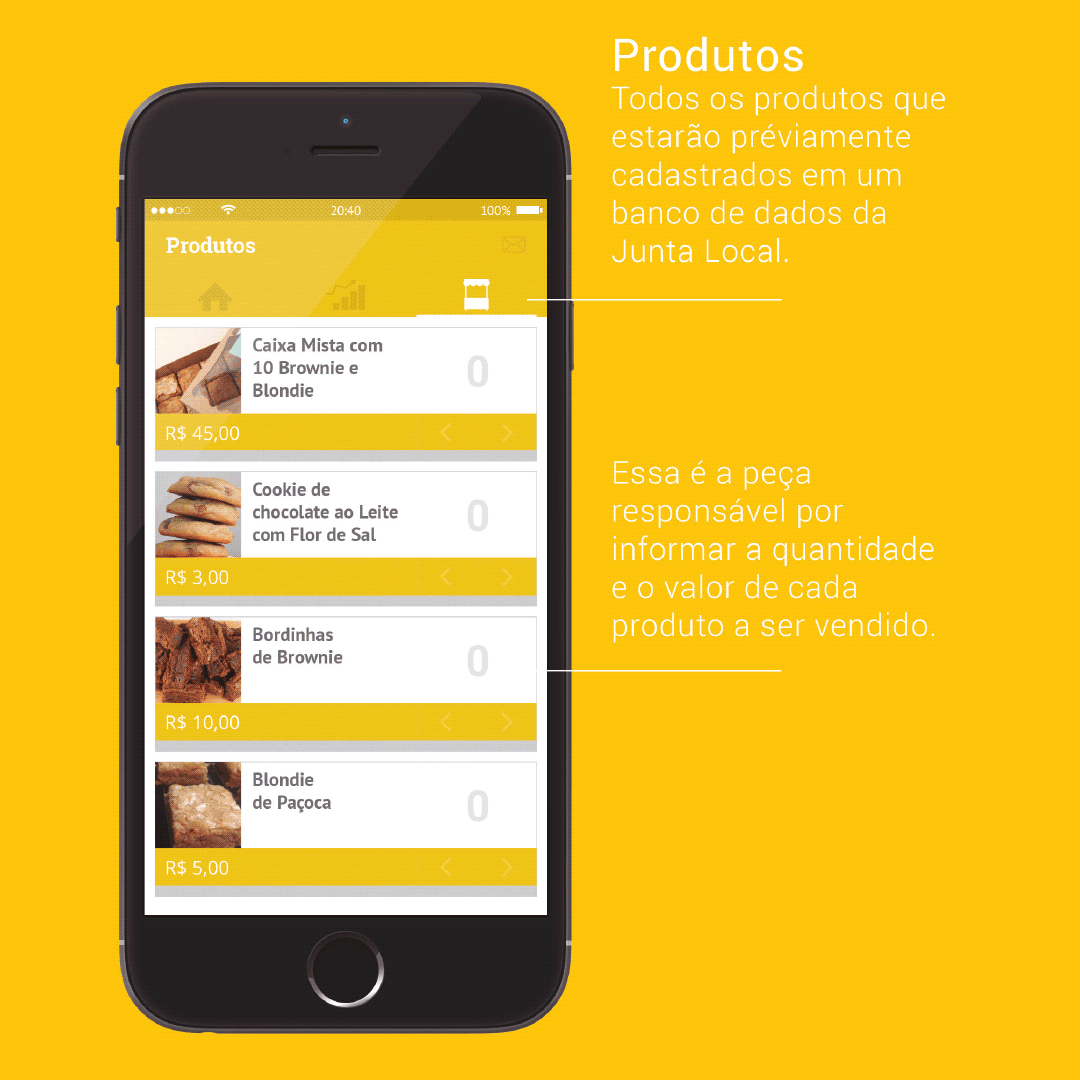 Produtos
Todos os produtos que
estarão préviamente
cadastrados em um
banco de dados da
Junta Local.
20:40
100%
Produtos
Caixa Mista com
10 Brownie e
Blondie
0
R$ 45,00
Cookie de
chocolate ao Leite
com Flor de Sal
0
R$ 3,00
Bordinhas
de Brownie
0
R$ 10,00
Blondie
de Paçoca
0
R$ 5,00
Essa é a peça
responsável por
informar a quantidade
e o valor de cada
produto a ser vendido.